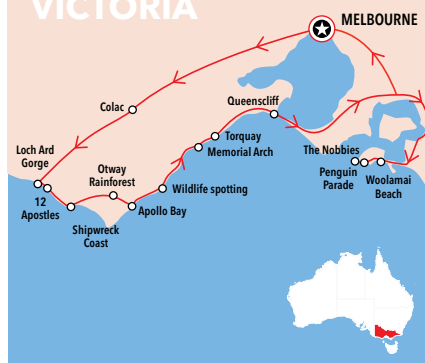 VICTORIA
MELBOURNE
Colac
Queenscliff
Torquay
Memorial Arch
Loch Ard
Gorge
Otway
Rainforest
The Nobbies
Penguin
Parade
Woolamai
Beach
Wildlife spotting
12
Apostles
Apollo Bay
Shipwreck
Coast